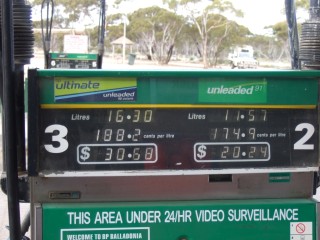 ultimate
unleaded
unleaded 91
Litres 16.30
Litres 11.57
3
188.2 cents per litre
174.9 cents per litre
2
$ 30.68
$ 20.24
THIS AREA UNDER 24/HR VIDEO SURVEILLANCE
WELCOME TO BP BALLADONIA